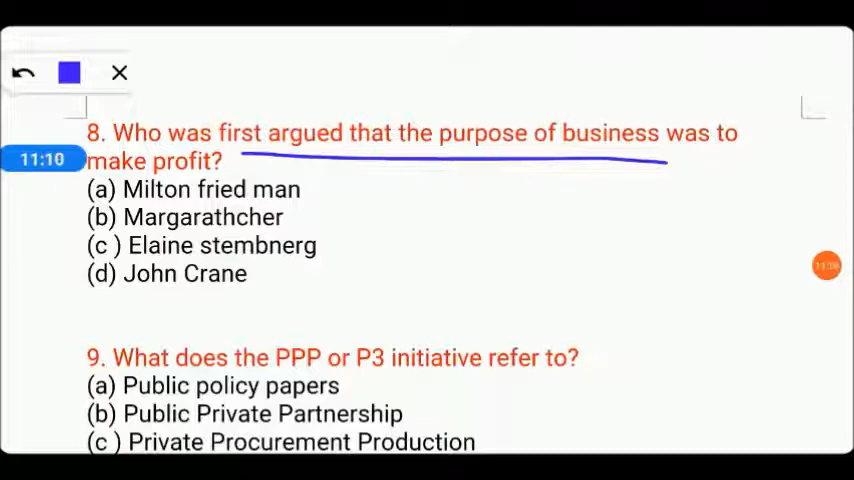 8. Who was first argued that the purpose of business was to
11:10
make profit?
(a) Milton fried man
(b) Margarathcher
(c ) Elaine stembnerg
(d) John Crane
9. What does the PPP or P3 initiative refer to?
(a) Public policy papers
(b) Public Private Partnership
(c ) Private Procurement Production